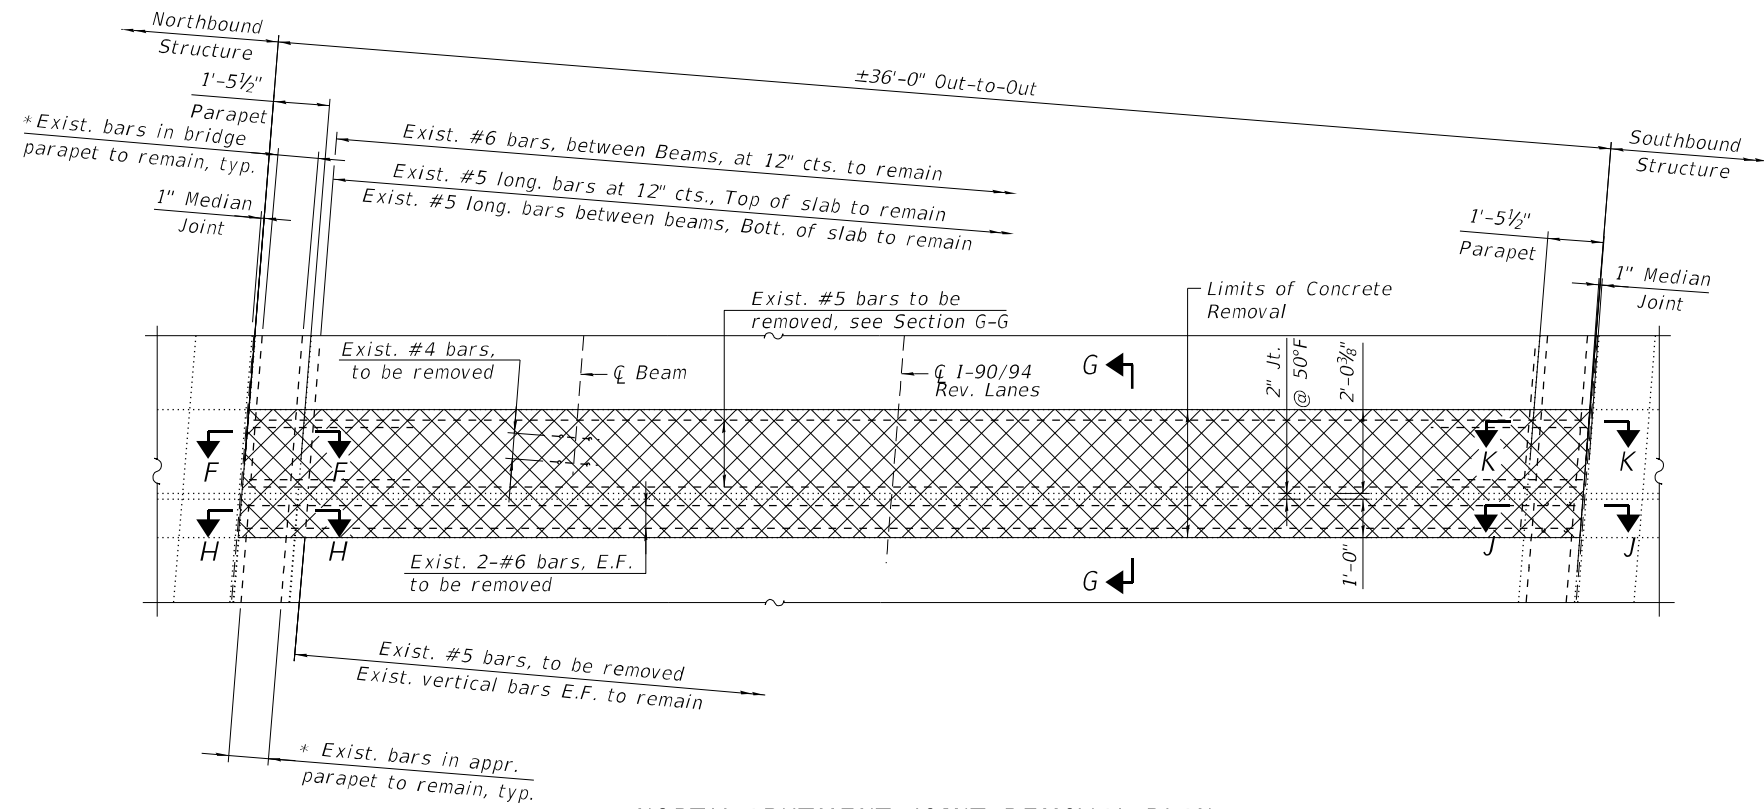 Northbound
Structure
±36'-0" Out-to-Out
1'-5½"
Parapet
* Exist. bars in bridge
parapet to remain, typ.
1" Median
Joint
Exist. #6 bars, between Beams, at 12" cts. to remain
Exist. #5 long. bars at 12" cts., Top of slab to remain
Exist. #5 long. bars between beams, Bott. of slab to remain
Southbound
Structure
1'-5½"
Parapet
1" Median
Joint
Exist. #5 bars to be
removed, see Section G-G
Limits of Concrete
Removal
Exist. #4 bars,
to be removed
℄ Beam
℄ I-90/94
Rev. Lanes
G
2" Jt.
@ 50°F
2'-0⅜"
F
F
K
K
H
H
J
J
Exist. 2-#6 bars, E.F.
to be removed
G
1'-0"
Exist. #5 bars, to be removed
Exist. vertical bars E.F. to remain
* Exist. bars in appr.
parapet to remain, typ.